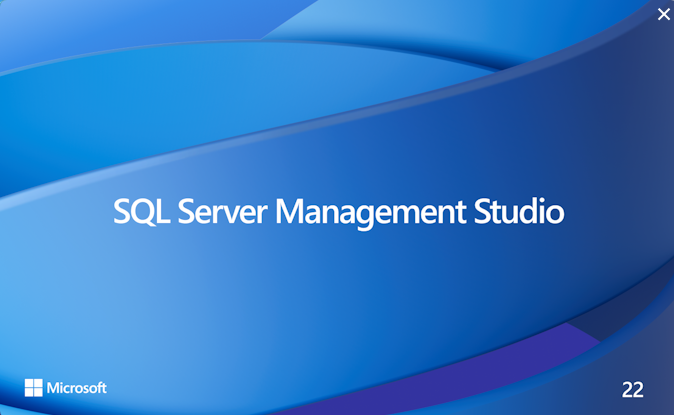 SQL Server Management Studio
Microsoft
22